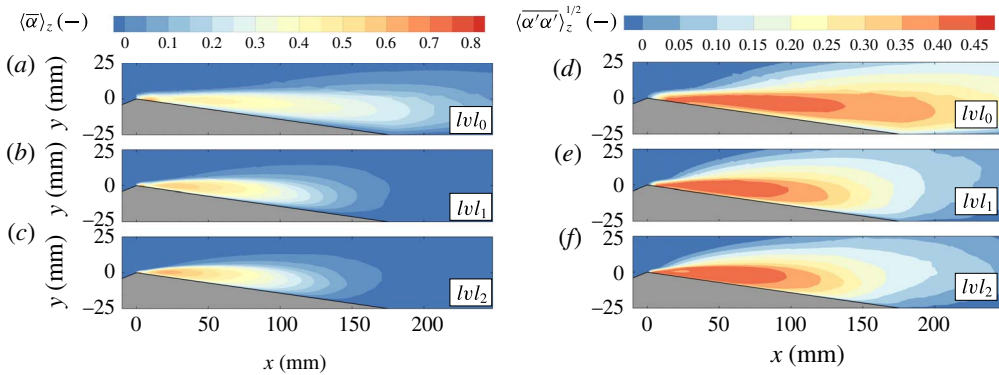 ⟨ᾱ⟩z (–)
0 0.1 0.2 0.3 0.4 0.5 0.6 0.7 0.8
⟨α′α′⟩z^1/2 (–)
0 0.05 0.10 0.15 0.20 0.25 0.30 0.35 0.40 0.45
(a)
25
0
−25
y (mm)
lvl0
(b)
25
0
−25
y (mm)
lvl1
(c)
25
0
−25
y (mm)
lvl2
0 50 100 150 200
x (mm)
(d)
25
0
−25
lvl0
(e)
25
0
−25
lvl1
(f)
25
0
−25
lvl2
0 100 200
x (mm)